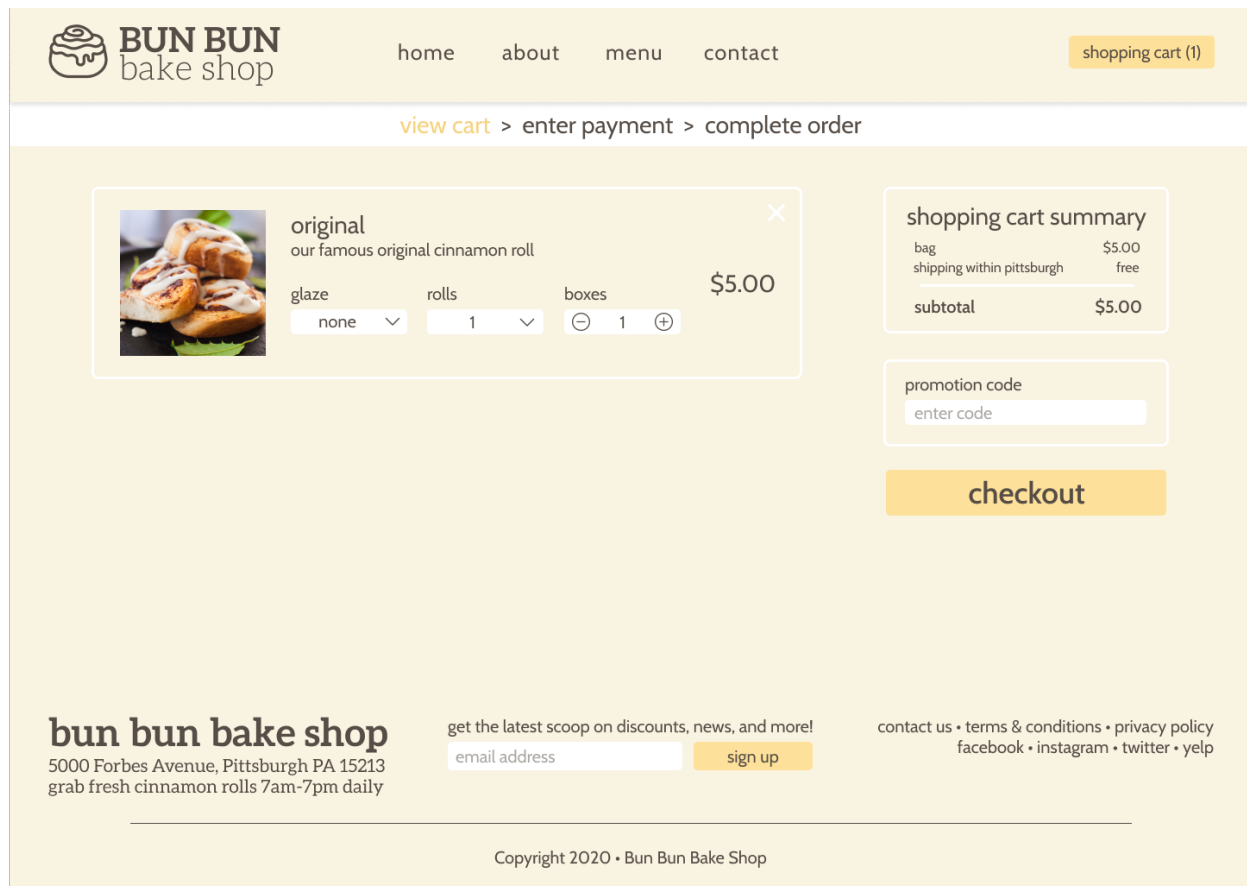 BUN BUN
bake shop
home about menu contact
shopping cart (1)
view cart > enter payment > complete order
original
our famous original cinnamon roll
$5.00
glaze rolls boxes
none 1 1
shopping cart summary
bag $5.00
shipping within pittsburgh free
subtotal $5.00
promotion code
enter code
checkout
bun bun bake shop
5000 Forbes Avenue, Pittsburgh PA 15213
grab fresh cinnamon rolls 7am-7pm daily
get the latest scoop on discounts, news, and more!
email address sign up
contact us • terms & conditions • privacy policy
facebook • instagram • twitter • yelp
Copyright 2020 • Bun Bun Bake Shop